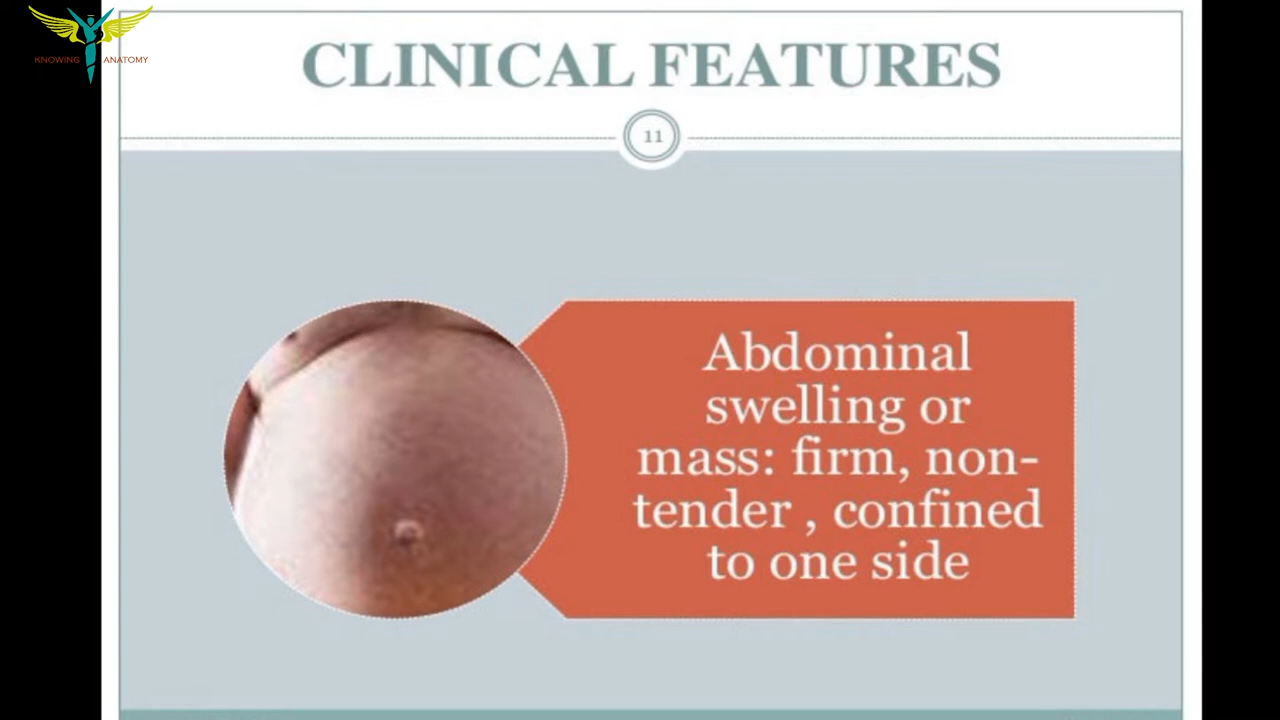 KNOWING ANATOMY
CLINICAL FEATURES
11
Abdominal
swelling or
mass: firm, non-
tender , confined
to one side